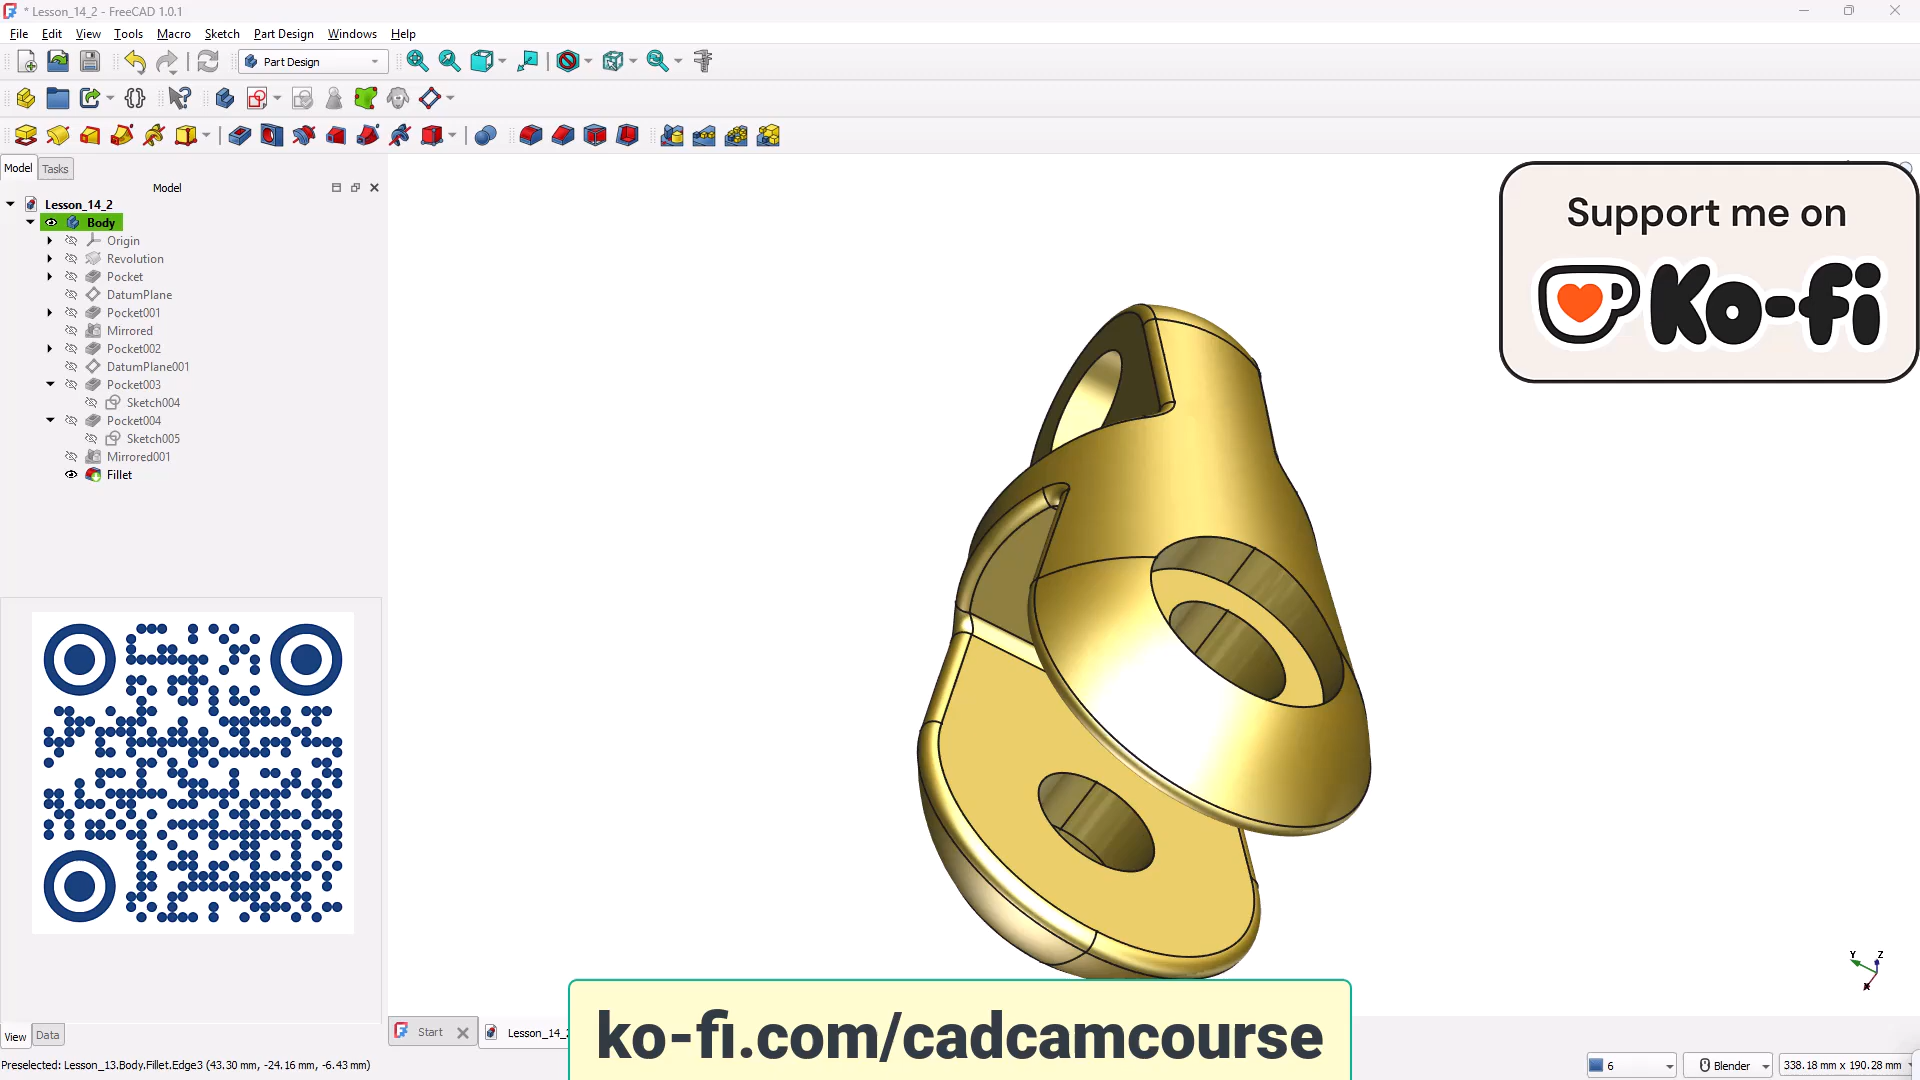 * Lesson_14_2 - FreeCAD 1.0.1
File Edit View Tools Macro Sketch Part Design Windows Help
Part Design
Model Tasks
Model
Lesson_14_2
Body
Origin
Revolution
Pocket
DatumPlane
Pocket001
Mirrored
Pocket002
DatumPlane001
Pocket003
Sketch004
Pocket004
Sketch005
Mirrored001
Fillet
Support me on
Ko-fi
Y Z
X
View Data
Start
Lesson_14_2
ko-fi.com/cadcamcourse
Preselected: Lesson_13.Body.Fillet.Edge3 (43.30 mm, -24.16 mm, -6.43 mm)
6
Blender
338.18 mm x 190.28 mm